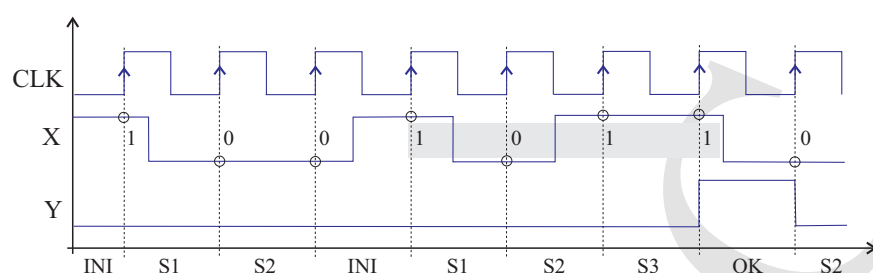 CLK
X 1 0 0 1 0 1 1 0
Y
INI S1 S2 INI S1 S2 S3 OK S2